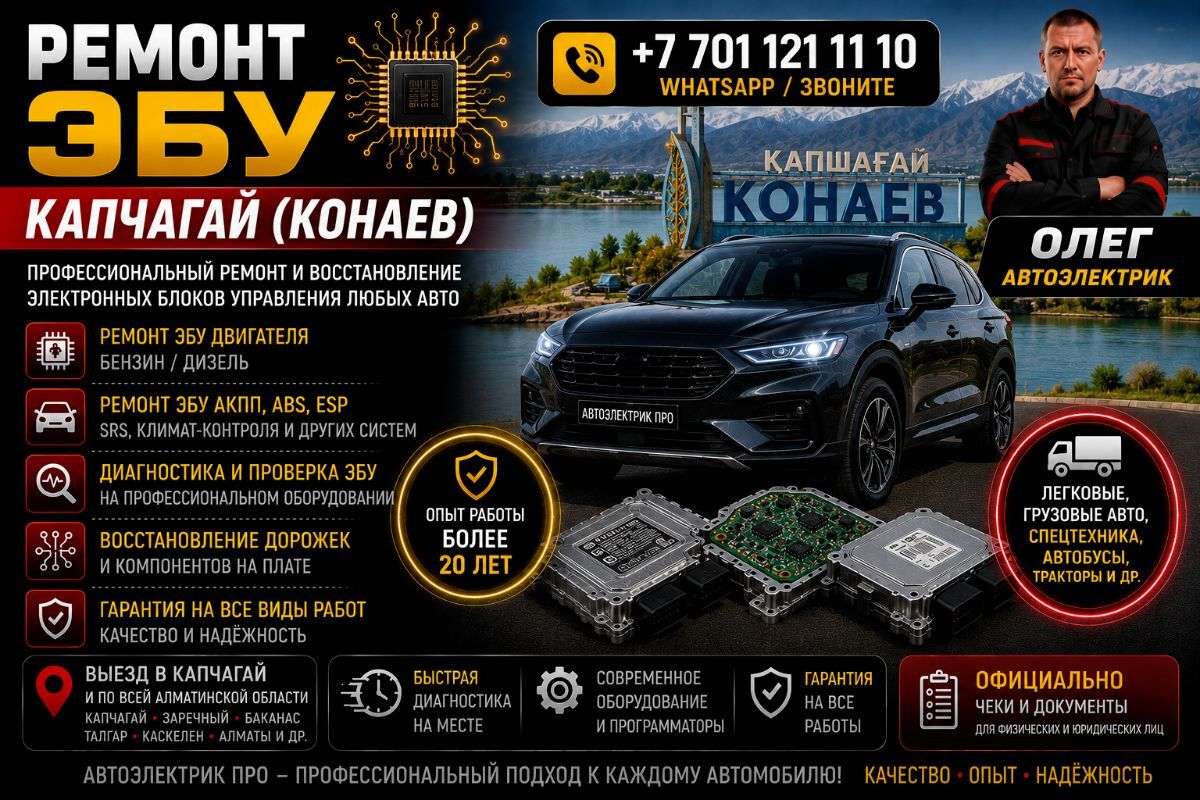 РЕМОНТ
ЭБУ
КАПЧАГАЙ (КОНАЕВ)
ПРОФЕССИОНАЛЬНЫЙ РЕМОНТ И ВОССТАНОВЛЕНИЕ
ЭЛЕКТРОННЫХ БЛОКОВ УПРАВЛЕНИЯ ЛЮБЫХ АВТО
+7 701 121 11 10
WHATSAPP / ЗВОНИТЕ
ҚАПШАҒАЙ
КОНАЕВ
ОЛЕГ
АВТОЭЛЕКТРИК
РЕМОНТ ЭБУ ДВИГАТЕЛЯ
БЕНЗИН / ДИЗЕЛЬ
РЕМОНТ ЭБУ АКПП, ABS, ESP
SRS, КЛИМАТ-КОНТРОЛЯ И ДРУГИХ СИСТЕМ
ДИАГНОСТИКА И ПРОВЕРКА ЭБУ
НА ПРОФЕССИОНАЛЬНОМ ОБОРУДОВАНИИ
ВОССТАНОВЛЕНИЕ ДОРОЖЕК
И КОМПОНЕНТОВ НА ПЛАТЕ
ГАРАНТИЯ НА ВСЕ ВИДЫ РАБОТ
КАЧЕСТВО И НАДЁЖНОСТЬ
АВТОЭЛЕКТРИК ПРО
ОПЫТ РАБОТЫ
БОЛЕЕ
20 ЛЕТ
ЛЕГКОВЫЕ,
ГРУЗОВЫЕ АВТО,
СПЕЦТЕХНИКА,
АВТОБУСЫ,
ТРАКТОРЫ И ДР.
ВЫЕЗД В КАПЧАГАЙ
И ПО ВСЕЙ АЛМАТИНСКОЙ ОБЛАСТИ
КАПЧАГАЙ • ЗАРЕЧНЫЙ • БАКАНАС
ТАЛГАР • КАСКЕЛЕН • АЛМАТЫ И ДР.
БЫСТРАЯ
ДИАГНОСТИКА
НА МЕСТЕ
СОВРЕМЕННОЕ
ОБОРУДОВАНИЕ
И ПРОГРАММАТОРЫ
ГАРАНТИЯ
НА ВСЕ
РАБОТЫ
ОФИЦИАЛЬНО
ЧЕКИ И ДОКУМЕНТЫ
ДЛЯ ФИЗИЧЕСКИХ И ЮРИДИЧЕСКИХ ЛИЦ
АВТОЭЛЕКТРИК ПРО – ПРОФЕССИОНАЛЬНЫЙ ПОДХОД К КАЖДОМУ АВТОМОБИЛЮ! КАЧЕСТВО • ОПЫТ • НАДЁЖНОСТЬ